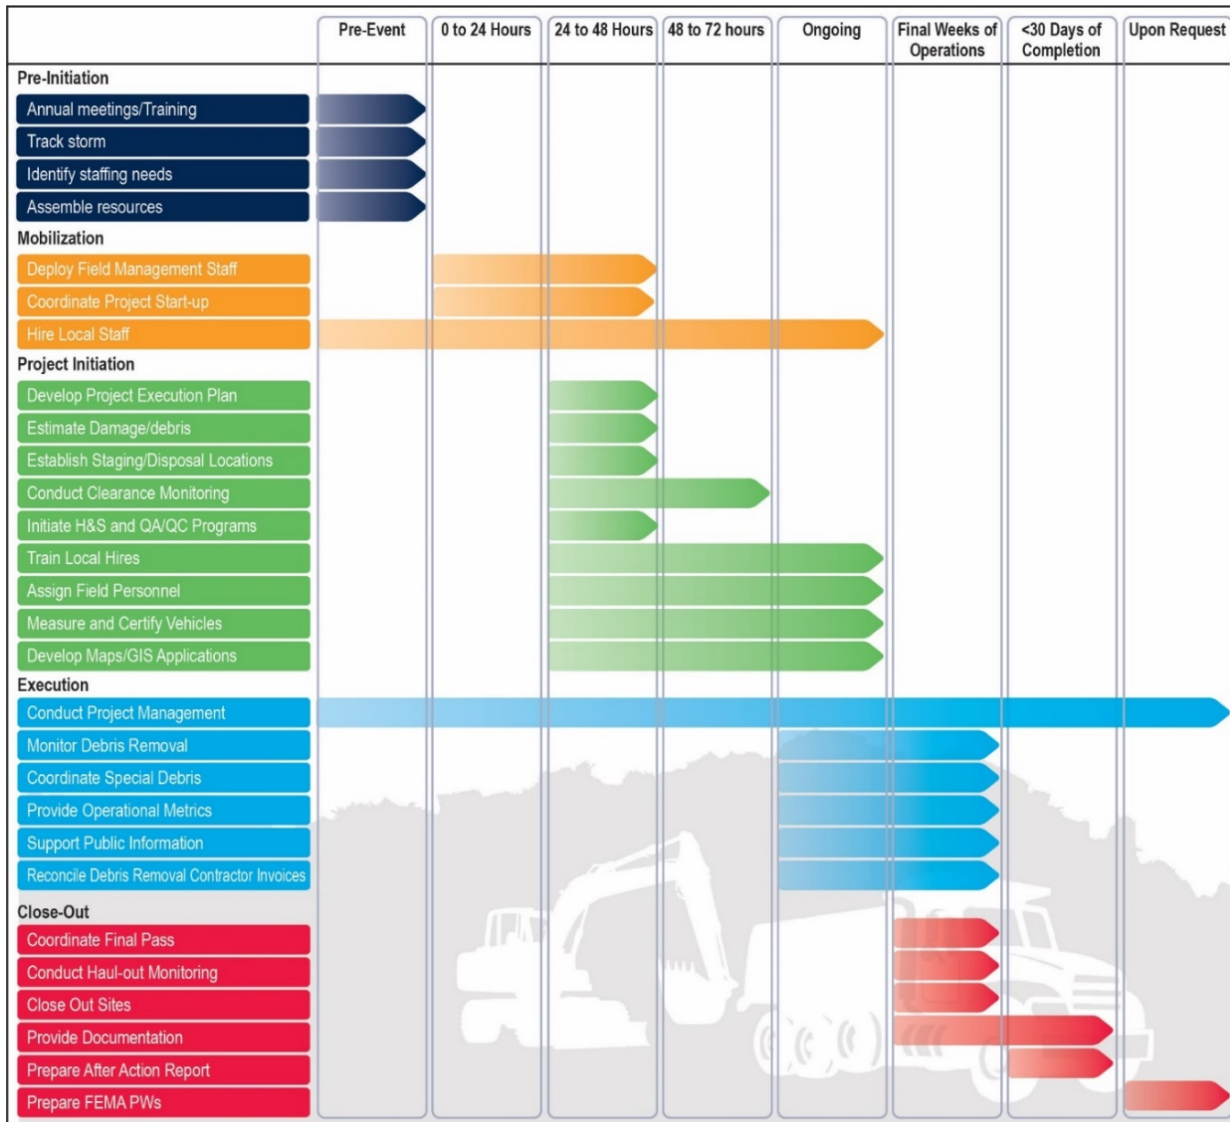 Pre-Event 0 to 24 Hours 24 to 48 Hours 48 to 72 hours Ongoing Final Weeks of Operations <30 Days of Completion Upon Request
Pre-Initiation
Annual meetings/Training
Track storm
Identify staffing needs
Assemble resources
Mobilization
Deploy Field Management Staff
Coordinate Project Start-up
Hire Local Staff
Project Initiation
Develop Project Execution Plan
Estimate Damage/debris
Establish Staging/Disposal Locations
Conduct Clearance Monitoring
Initiate H&S and QA/QC Programs
Train Local Hires
Assign Field Personnel
Measure and Certify Vehicles
Develop Maps/GIS Applications
Execution
Conduct Project Management
Monitor Debris Removal
Coordinate Special Debris
Provide Operational Metrics
Support Public Information
Reconcile Debris Removal Contractor Invoices
Close-Out
Coordinate Final Pass
Conduct Haul-out Monitoring
Close Out Sites
Provide Documentation
Prepare After Action Report
Prepare FEMA PWs